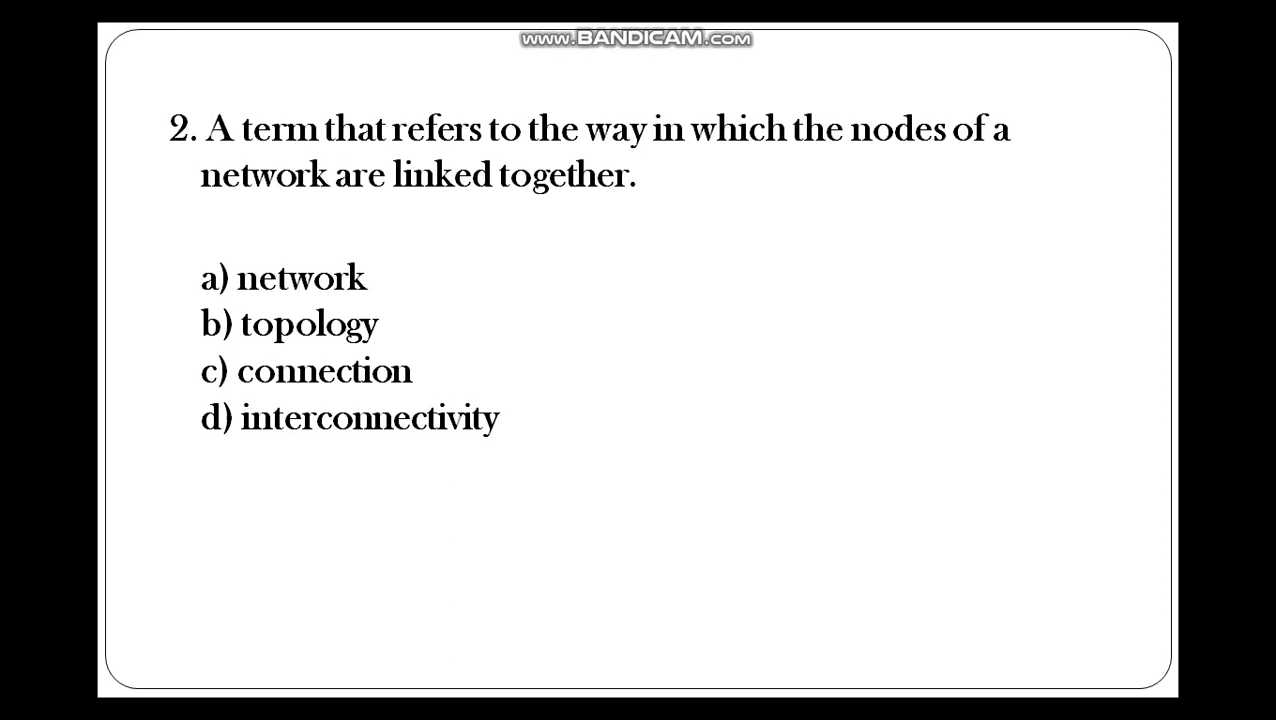 www.BANDICAM.com
2. A term that refers to the way in which the nodes of a
network are linked together.
a) network
b) topology
c) connection
d) interconnectivity